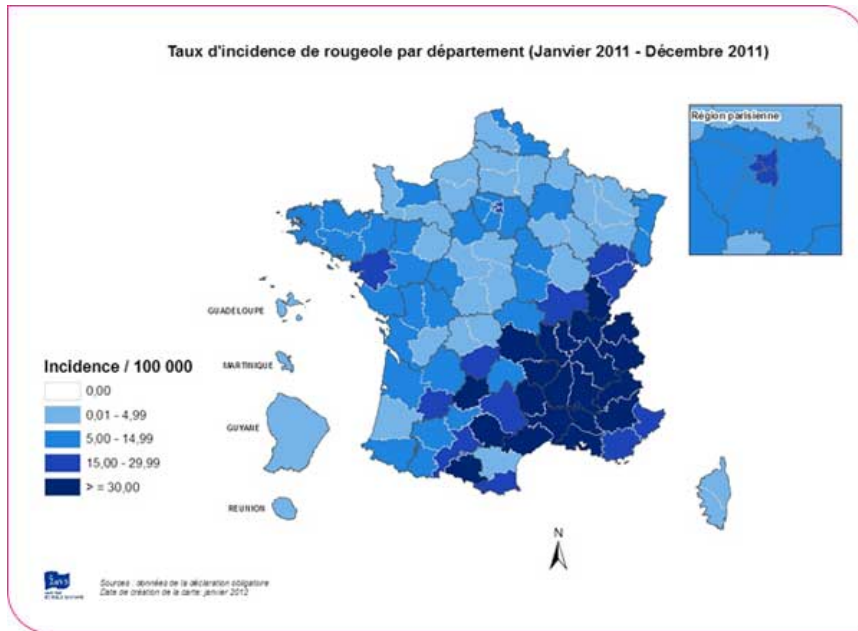 Taux d'incidence de rougeole par département (Janvier 2011 - Décembre 2011)
Région parisienne
GUADELOUPE
MARTINIQUE
GUYANE
REUNION
Incidence / 100 000
0,00
0,01 - 4,99
5,00 - 14,99
15,00 - 29,99
> = 30,00
N
Sources : données de la déclaration obligatoire
Date de création de la carte: janvier 2012